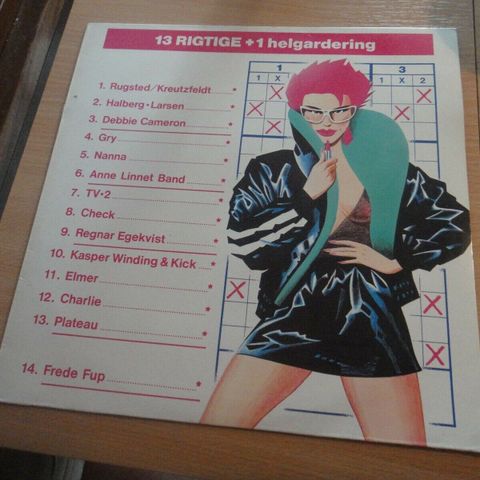 13 RIGTIGE + 1 helgardering
1 3
1 X 1 X 2
1. Rugsted/Kreutzfeldt
2. Halberg•Larsen
3. Debbie Cameron
4. Gry
5. Nanna
6. Anne Linnet Band
7. TV•2
8. Check
9. Regnar Egekvist
10. Kasper Winding & Kick
11. Elmer
12. Charlie
13. Plateau
14. Frede Fup